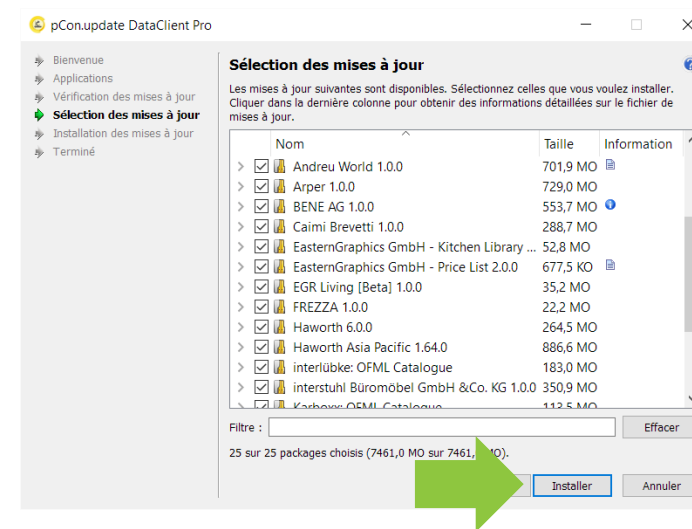 pCon.update DataClient Pro
Bienvenue
Applications
Vérification des mises à jour
Sélection des mises à jour
Installation des mises à jour
Terminé
Sélection des mises à jour
Les mises à jour suivantes sont disponibles. Sélectionnez celles que vous voulez installer.
Cliquer dans la dernière colonne pour obtenir des informations détaillées sur le fichier de
mises à jour.
Nom Taille Information
Andreu World 1.0.0 701,9 MO
Arper 1.0.0 729,0 MO
BENE AG 1.0.0 553,7 MO
Caimi Brevetti 1.0.0 288,7 MO
EasternGraphics GmbH - Kitchen Library ... 52,8 MO
EasternGraphics GmbH - Price List 2.0.0 677,5 KO
EGR Living [Beta] 1.0.0 35,2 MO
FREZZA 1.0.0 22,2 MO
Haworth 6.0.0 264,5 MO
Haworth Asia Pacific 1.64.0 886,6 MO
interlübke: OFML Catalogue 183,0 MO
interstuhl Büromöbel GmbH &Co. KG 1.0.0 350,9 MO
Karboxx: OFML Catalogue 113,5 MO
Filtre : Effacer
25 sur 25 packages choisis (7461,0 MO sur 7461, MO).
Installer Annuler